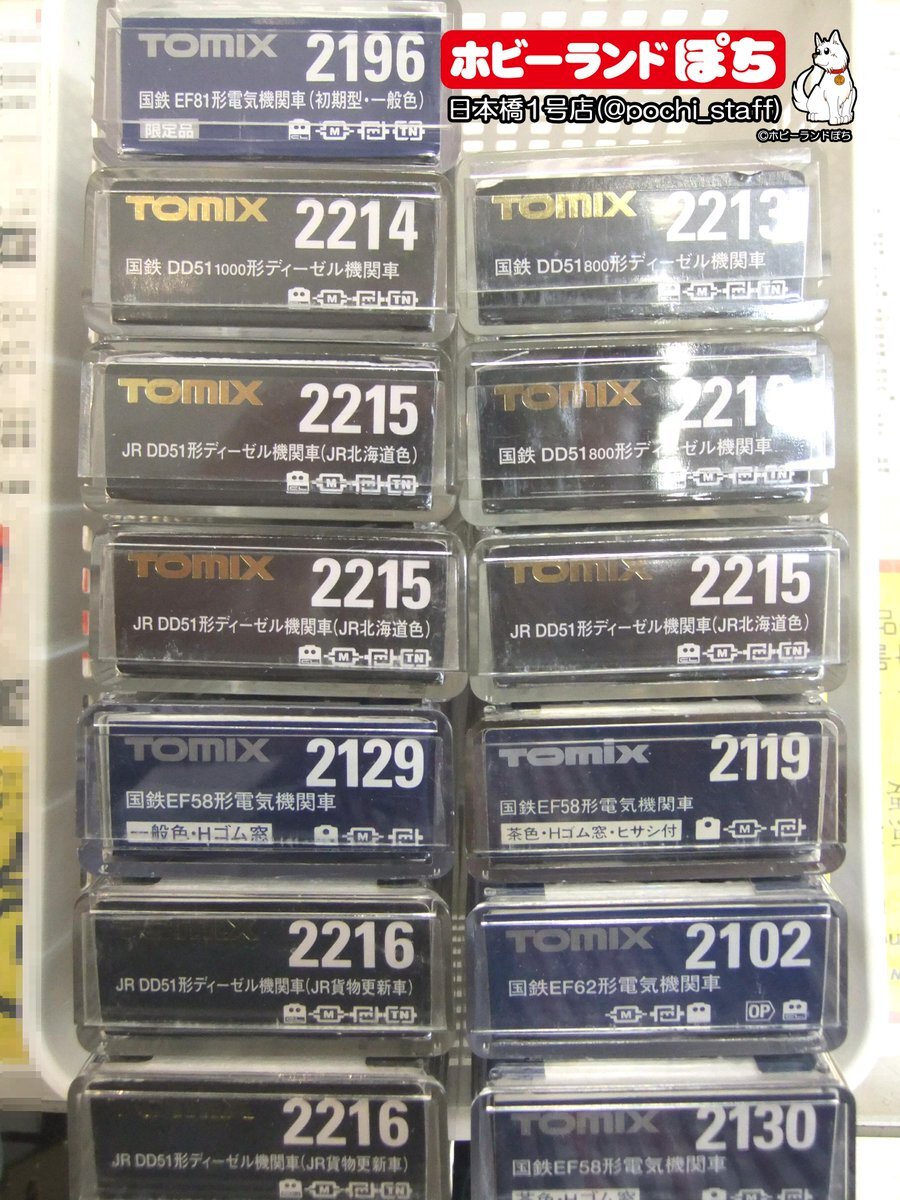 ホビーランドぽち
日本橋1号店(@pochi_staff)
©ホビーランドぽち
TOMIX 2196
国鉄 EF81形電気機関車(初期型・一般色)
限定品 M TN
TOMIX 2214
国鉄 DD51 1000形ディーゼル機関車
M TN
TOMIX 2213
国鉄 DD51 800形ディーゼル機関車
M TN
TOMIX 2215
JR DD51形ディーゼル機関車(JR北海道色)
M TN
TOMIX
国鉄 DD51 800形ディーゼル機関車
M TN
TOMIX 2215
JR DD51形ディーゼル機関車(JR北海道色)
M TN
TOMIX 2215
JR DD51形ディーゼル機関車(JR北海道色)
M TN
TOMIX 2129
国鉄EF58形電気機関車
一般色・Hゴム窓 M
TOMIX 2119
国鉄EF58形電気機関車
茶色・Hゴム窓・ヒサシ付 M
2216
JR DD51形ディーゼル機関車(JR貨物更新車)
M TN
TOMIX 2102
国鉄EF62形電気機関車
M OP
2216
JR DD51形ディーゼル機関車(JR貨物更新車)
M TN
TOMIX 2130
国鉄EF58形電気機関車